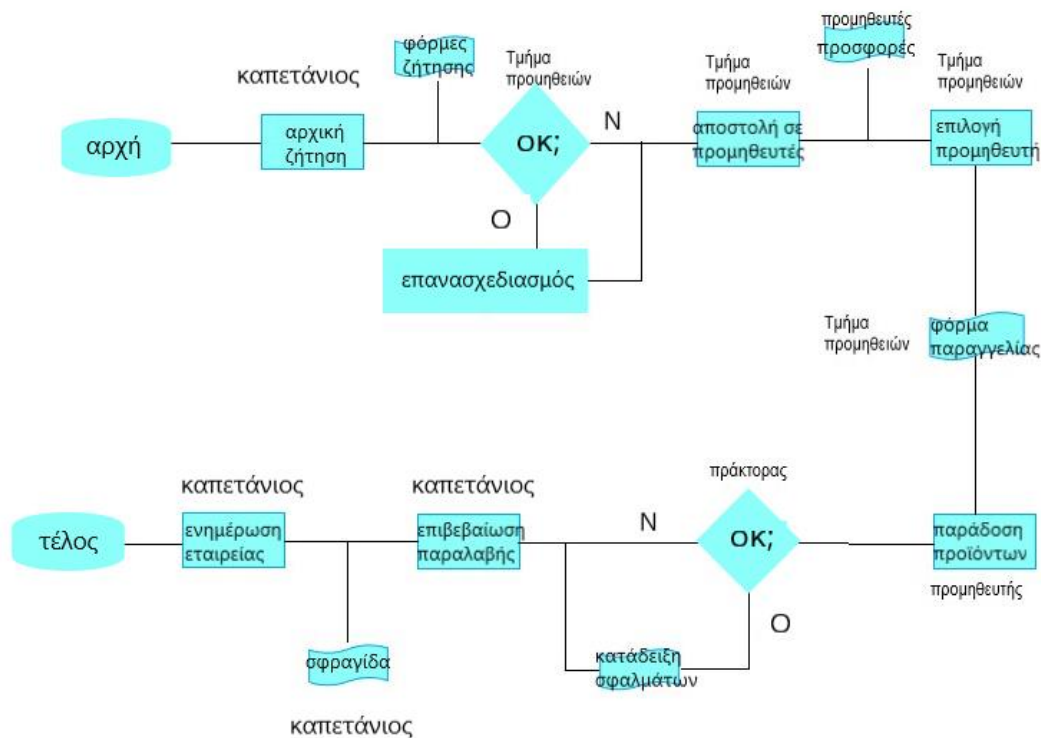 προμηθευτές
προσφορές
φόρμες
ζήτησης
Τμήμα
προμηθειών
Τμήμα
προμηθειών
Τμήμα
προμηθειών
καπετάνιος
αρχή
αρχική
ζήτηση
ΟΚ;
Ν
αποστολή σε
προμηθευτές
επιλογή
προμηθευτή
Ο
επανασχεδιασμός
Τμήμα
προμηθειών
φόρμα
παραγγελίας
καπετάνιος
καπετάνιος
πράκτορας
τέλος
ενημέρωση
εταιρείας
επιβεβαίωση
παραλαβής
Ν
ΟΚ;
παράδοση
προϊόντων
προμηθευτής
Ο
σφραγίδα
κατάδειξη
σφαλμάτων
καπετάνιος